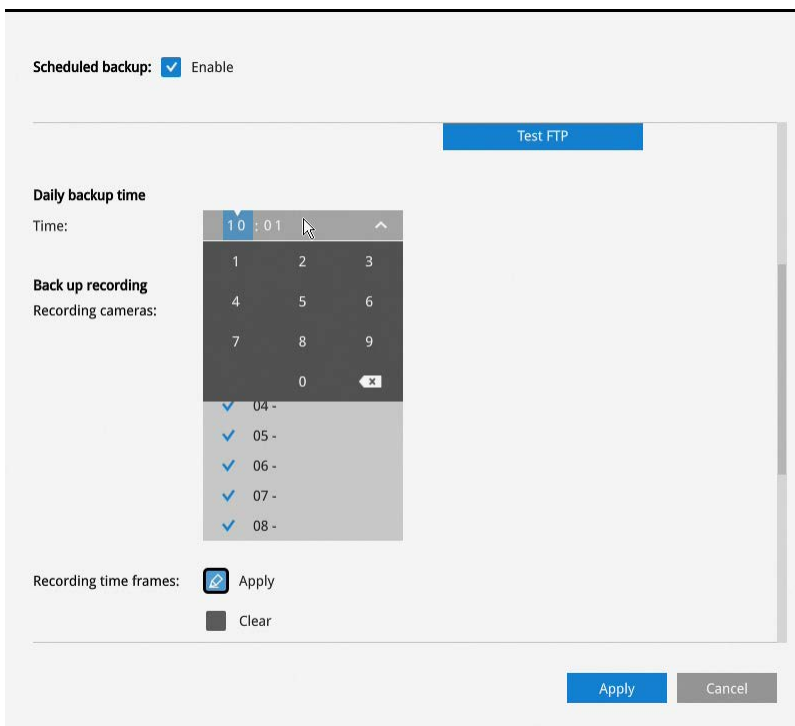 Scheduled backup: Enable
Test FTP
Daily backup time
Time: 10 : 01
1 2 3
Back up recording
4 5 6
Recording cameras:
7 8 9
0
04 -
05 -
06 -
07 -
08 -
Recording time frames: Apply
Clear
Apply Cancel